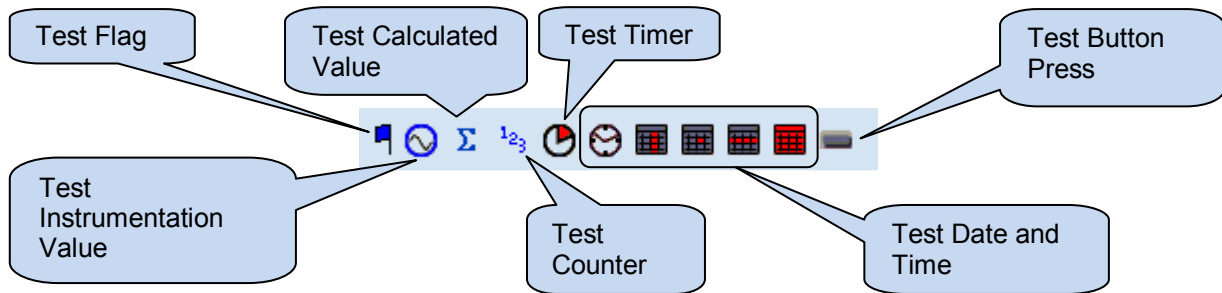 Test Flag
Test Calculated
Value
Test Timer
Test Button
Press
Σ
123
Test
Instrumentation
Value
Test
Counter
Test Date and
Time